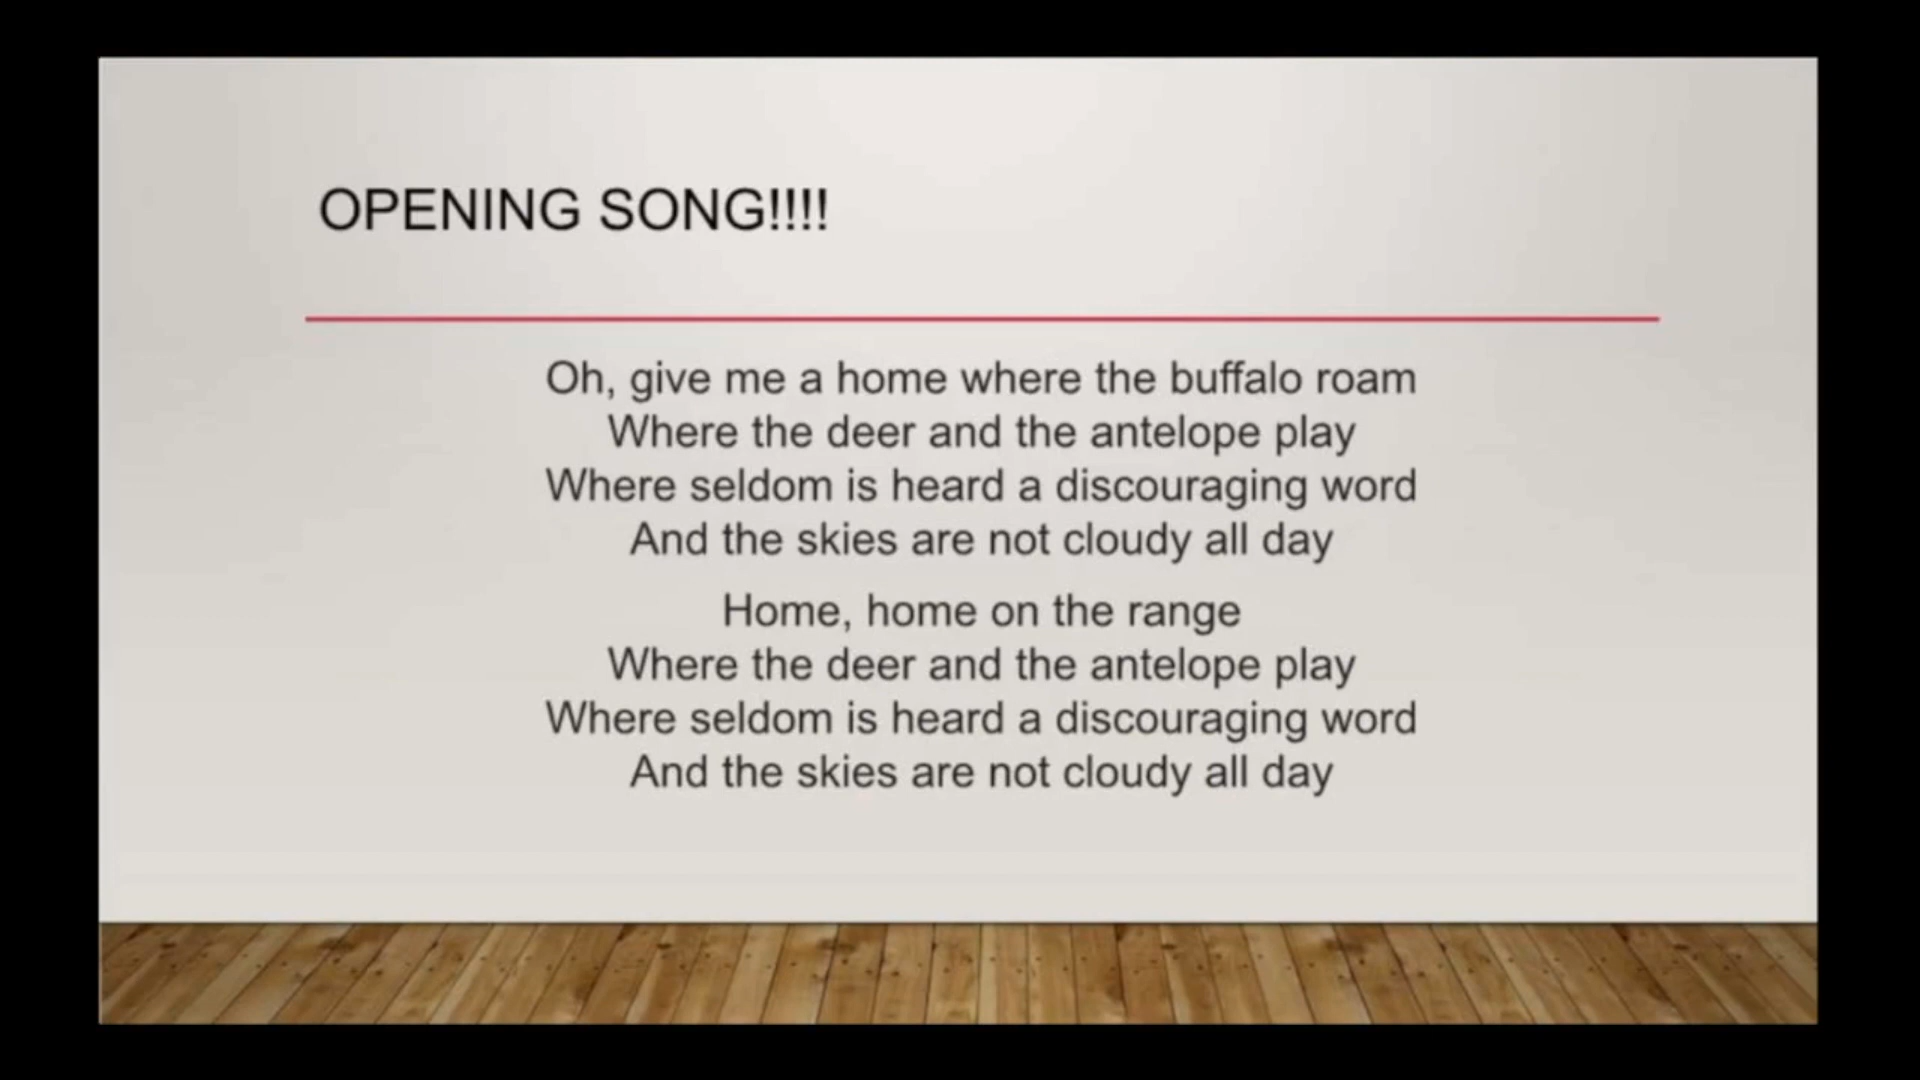 OPENING SONG!!!!
Oh, give me a home where the buffalo roam
Where the deer and the antelope play
Where seldom is heard a discouraging word
And the skies are not cloudy all day
Home, home on the range
Where the deer and the antelope play
Where seldom is heard a discouraging word
And the skies are not cloudy all day